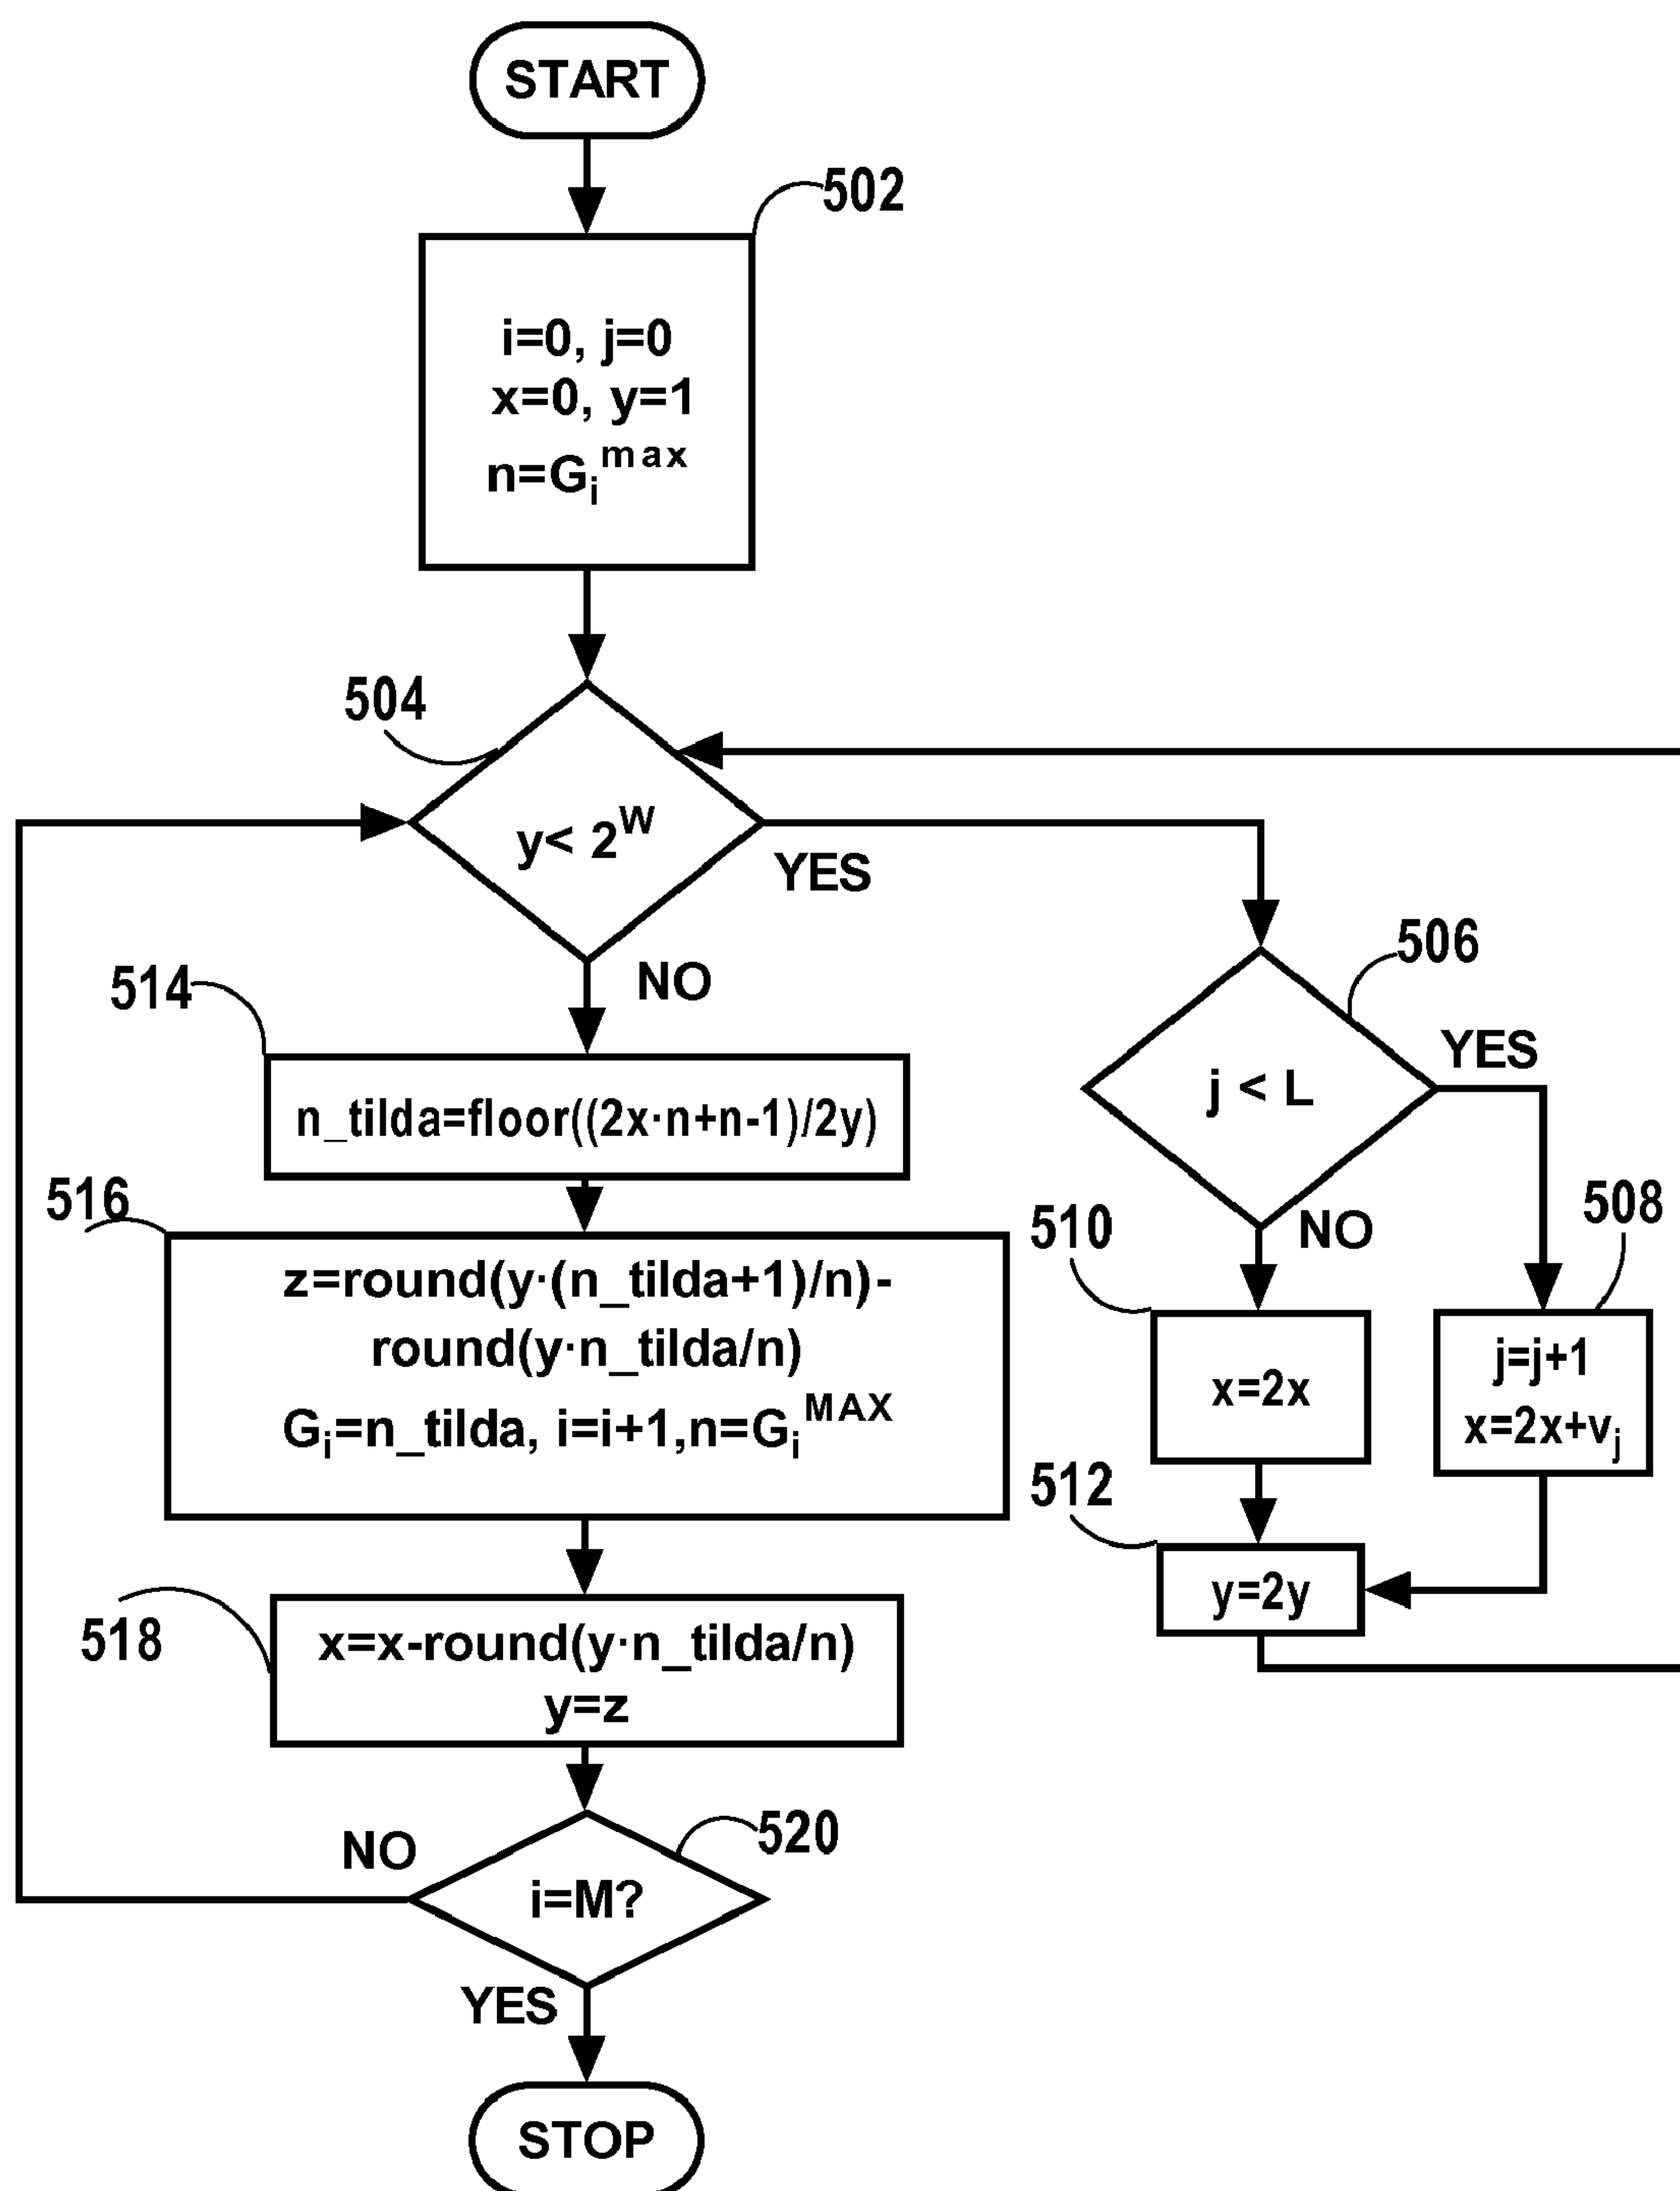 START
502
i=0, j=0
x=0, y=1
n=G_i^max
504
y< 2^W
YES
NO
506
j < L
YES
NO
514
n_tilda=floor((2x·n+n-1)/2y)
516
z=round(y·(n_tilda+1)/n)-
round(y·n_tilda/n)
G_i=n_tilda, i=i+1,n=G_i^MAX
510
x=2x
508
j=j+1
x=2x+v_j
512
y=2y
518
x=x-round(y·n_tilda/n)
y=z
520
i=M?
NO
YES
STOP